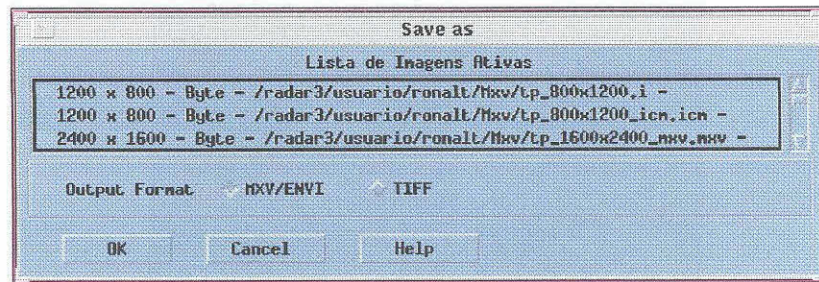 Save as
Lista de Imagens Ativas
1200 x 800 - Byte - /radar3/usuario/ronalt/Mxv/tp_800x1200.i -
1200 x 800 - Byte - /radar3/usuario/ronalt/Mxv/tp_800x1200_icm.icm -
2400 x 1600 - Byte - /radar3/usuario/ronalt/Mxv/tp_1600x2400_mxv.mxv -
Output Format MXV/ENVI TIFF
OK Cancel Help